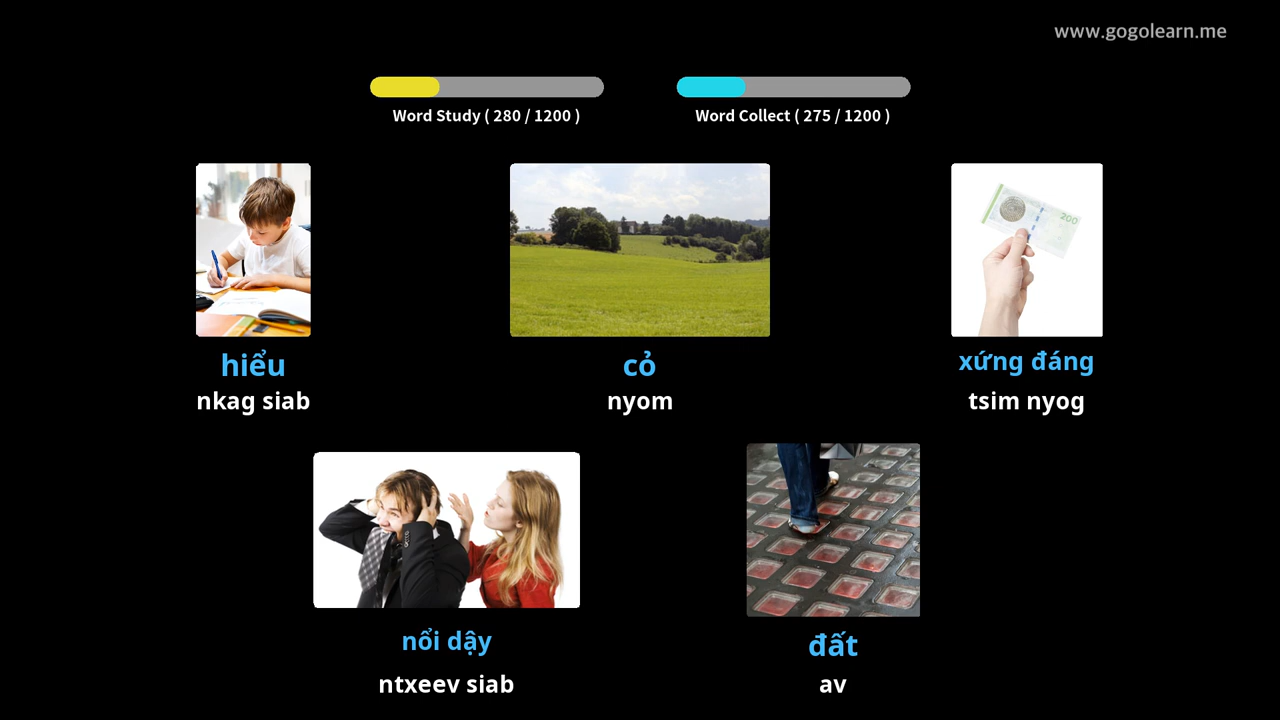 www.gogolearn.me
Word Study ( 280 / 1200 )
Word Collect ( 275 / 1200 )
200
hiểu
nkag siab
cỏ
nyom
xứng đáng
tsim nyog
nổi dậy
ntxeev siab
đất
av